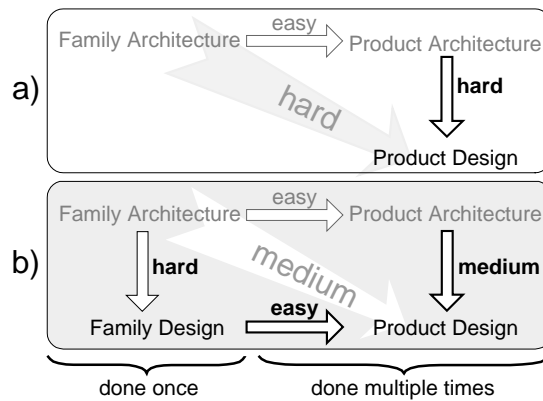 easy
Family Architecture
Product Architecture
a)
hard
hard
Product Design
easy
Family Architecture
Product Architecture
b)
hard
medium
medium
easy
Family Design
Product Design
done once
done multiple times